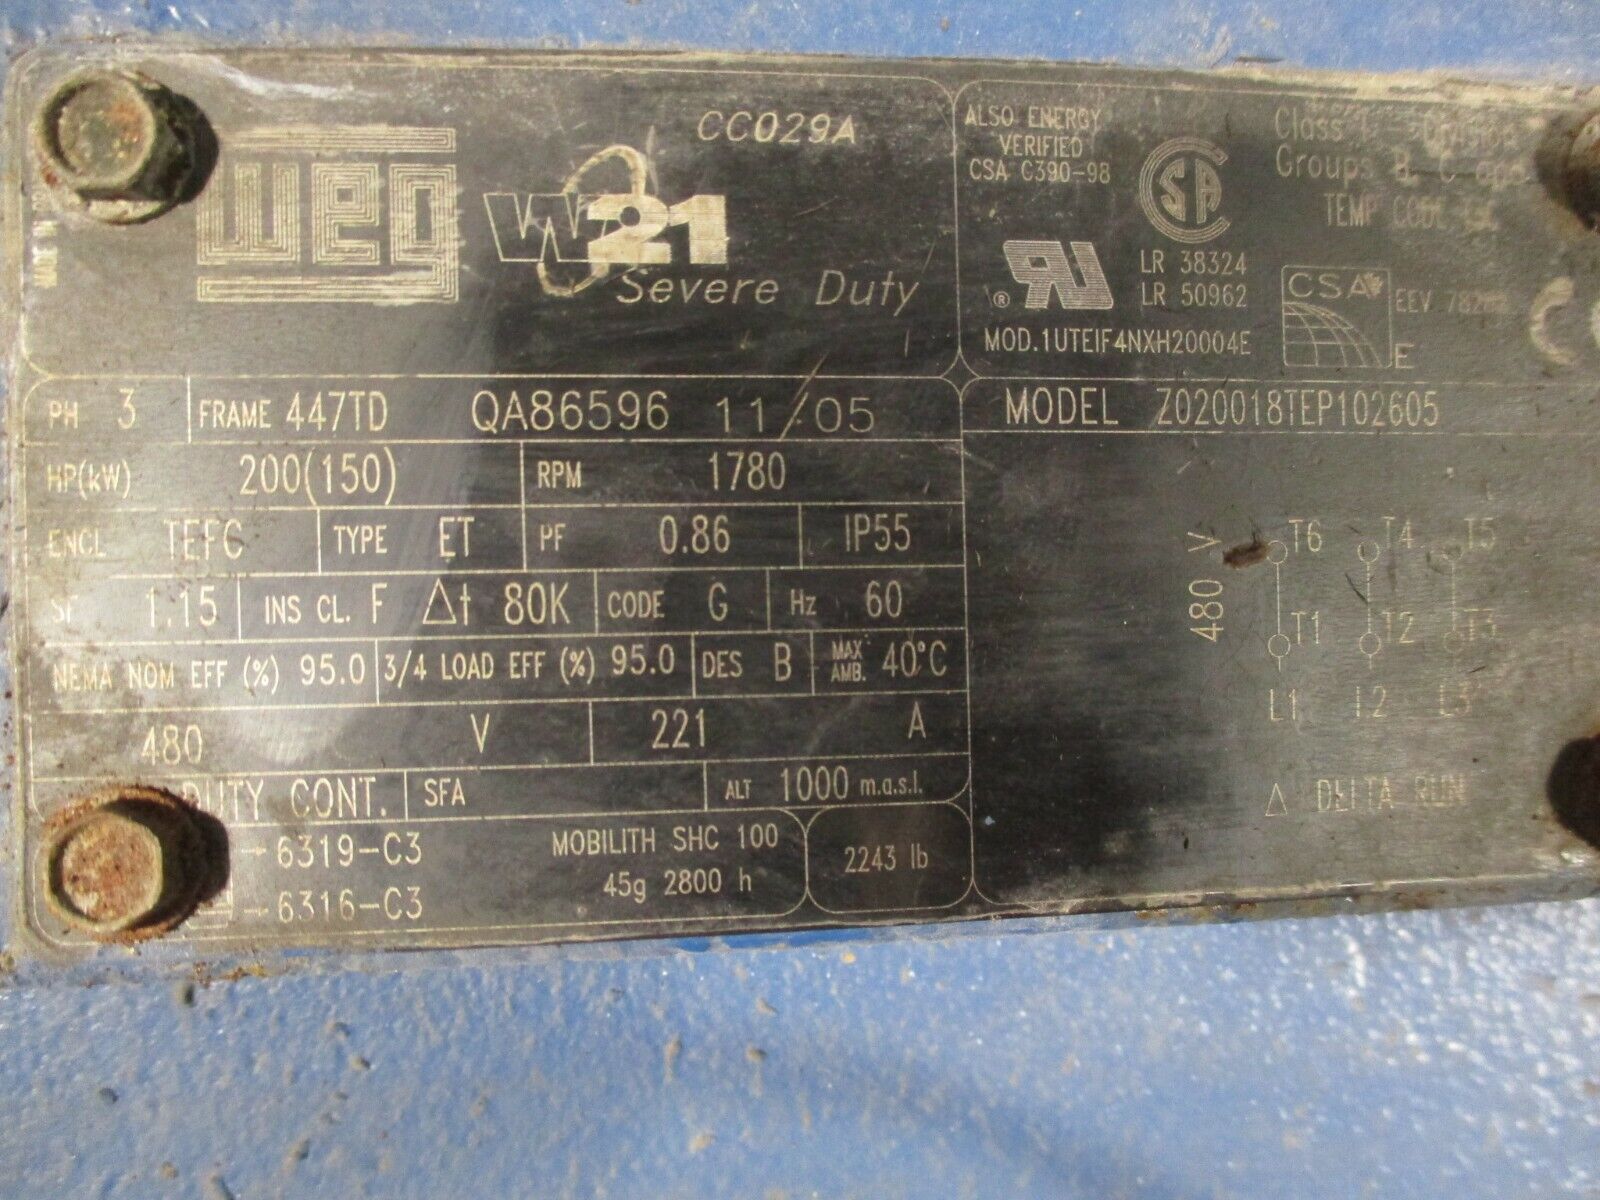 weg
W21
CC029A
Severe Duty
ALSO ENERGY
VERIFIED
CSA C390-98
CSA
LR 38324
LR 50962
MOD.1UTEIF4NXH20004E
Class
Groups B C
TEMP CODE
CSA
EEV
E
PH 3 FRAME 447TD QA86596 11/05
MODEL Z020018TEP102605
HP(kW) 200(150) RPM 1780
ENCL TEFC TYPE ET PF 0.86 IP55
SF 1.15 INS CL. F Δt 80K CODE G Hz 60
NEMA NOM EFF (%) 95.0 3/4 LOAD EFF (%) 95.0 DES B MAX AMB. 40°C
480 V 221 A
DUTY CONT. SFA ALT 1000 m.a.s.l.
6319-C3
6316-C3
MOBILITH SHC 100
45g 2800 h
2243 lb
480 V
T6 T4 T5
T1 T2 T3
L1 L2 L3
Δ DELTA RUN